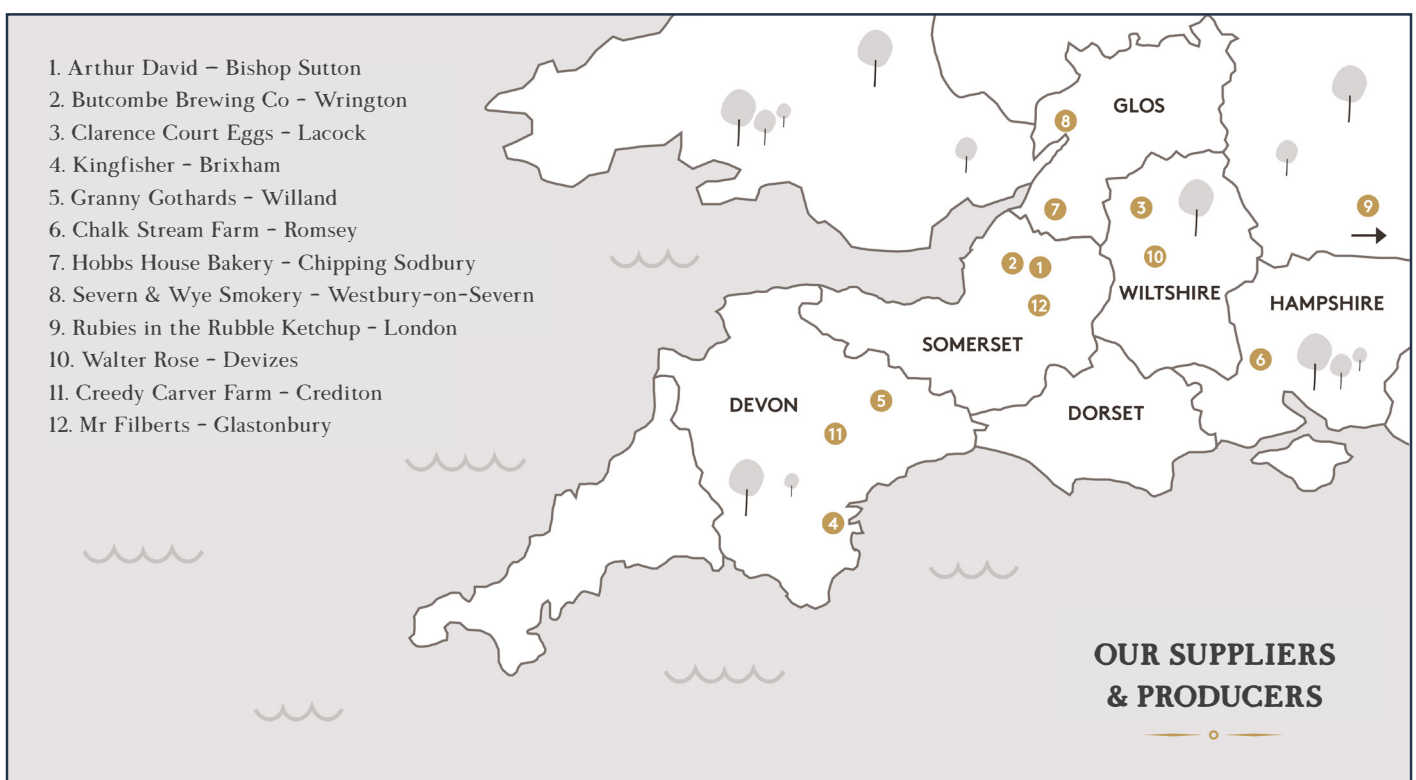 1. Arthur David – Bishop Sutton
2. Butcombe Brewing Co - Wrington
3. Clarence Court Eggs - Lacock
4. Kingfisher - Brixham
5. Granny Gothards - Willand
6. Chalk Stream Farm - Romsey
7. Hobbs House Bakery - Chipping Sodbury
8. Severn & Wye Smokery - Westbury-on-Severn
9. Rubies in the Rubble Ketchup - London
10. Walter Rose - Devizes
11. Creedy Carver Farm - Crediton
12. Mr Filberts - Glastonbury
GLOS
8
7
3
9
2
1
10
12
WILTSHIRE
HAMPSHIRE
SOMERSET
6
DEVON
5
DORSET
11
4
OUR SUPPLIERS
& PRODUCERS